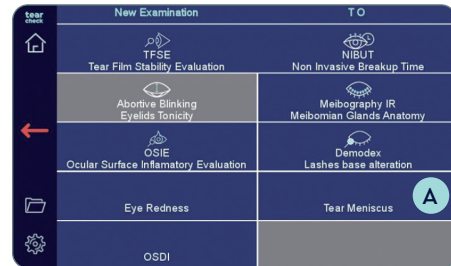 tear
check
New Examination
T O
TFSE
Tear Film Stability Evaluation
NIBUT
Non Invasive Breakup Time
Abortive Blinking
Eyelids Tonicity
Meibography IR
Meibomian Glands Anatomy
OSIE
Ocular Surface Inflamatory Evaluation
Demodex
Lashes base alteration
Eye Redness
Tear Meniscus
A
OSDI